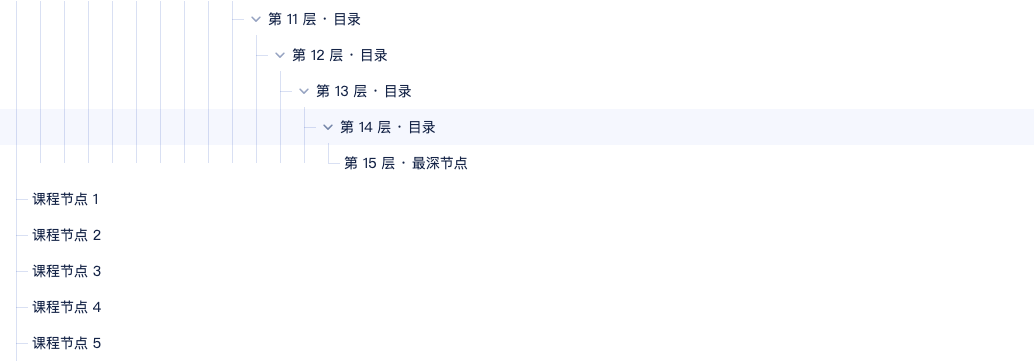 第 11 层 · 目录
第 12 层 · 目录
第 13 层 · 目录
第 14 层 · 目录
第 15 层 · 最深节点
课程节点 1
课程节点 2
课程节点 3
课程节点 4
课程节点 5